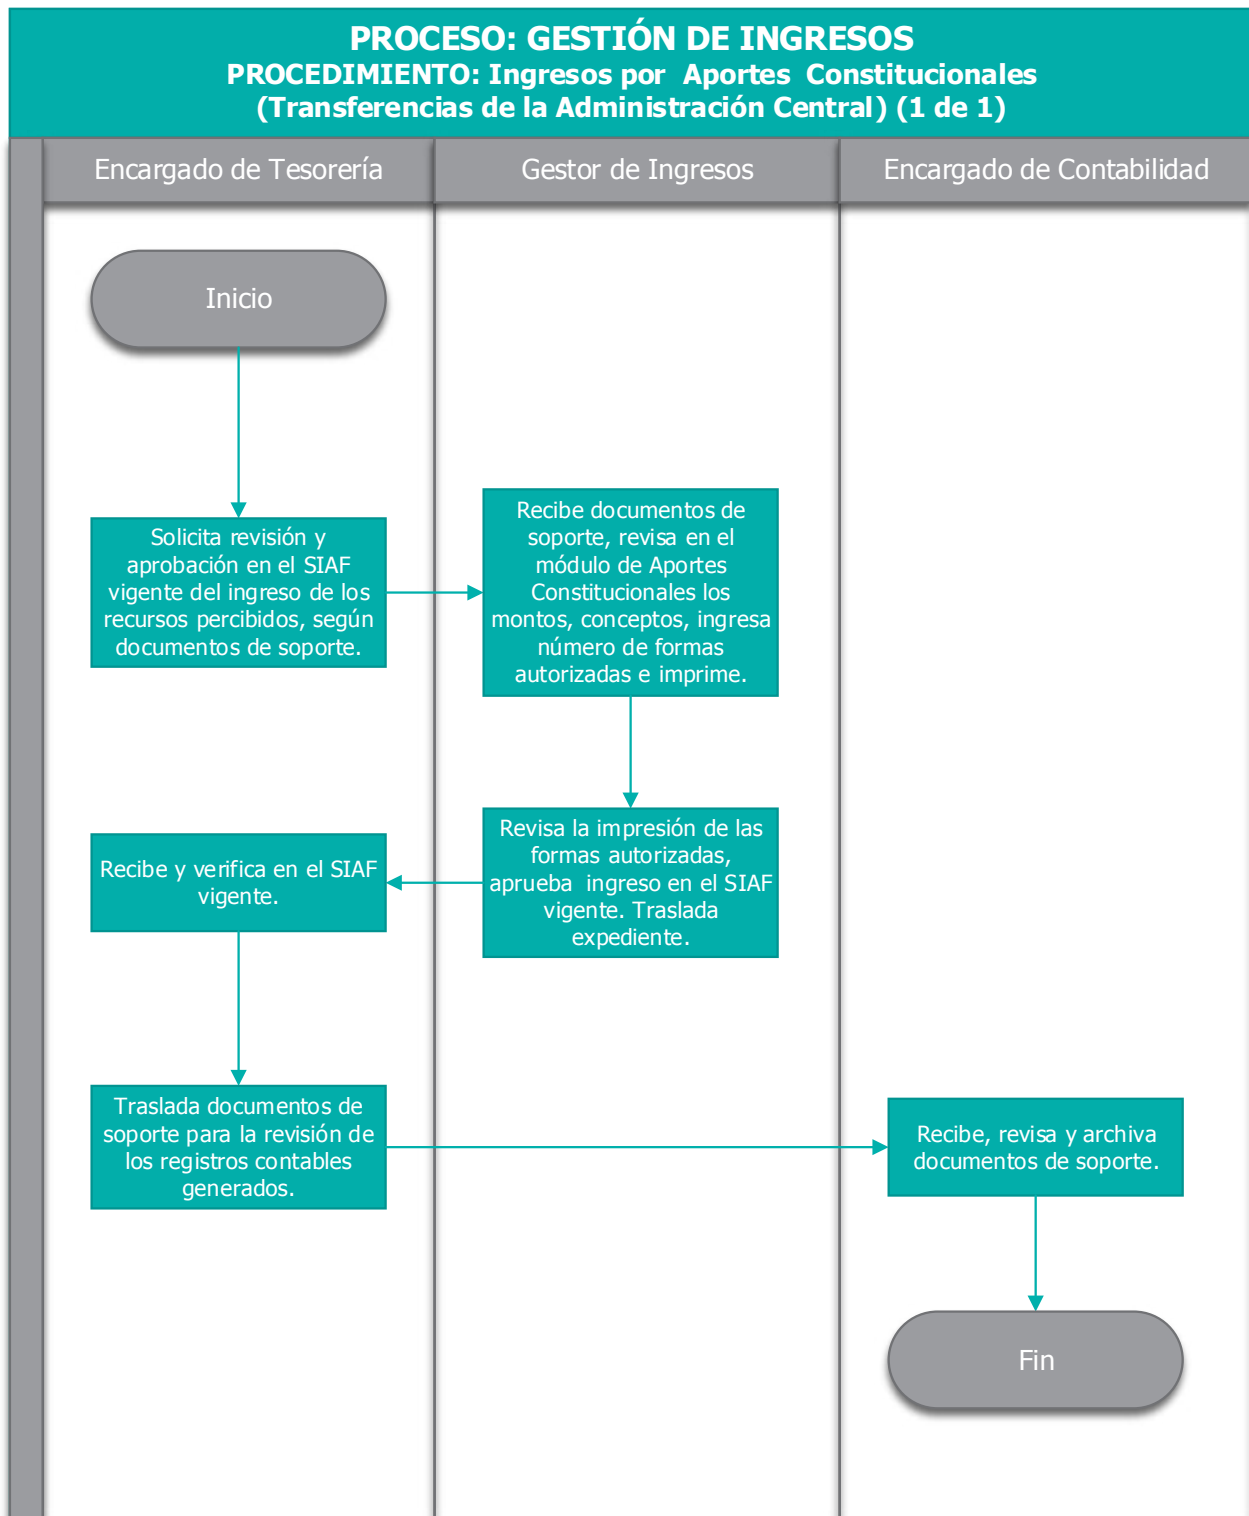 PROCESO: GESTIÓN DE INGRESOS
PROCEDIMIENTO: Ingresos por Aportes Constitucionales
(Transferencias de la Administración Central) (1 de 1)
Encargado de Tesorería
Gestor de Ingresos
Encargado de Contabilidad
Inicio
Solicita revisión y
aprobación en el SIAF
vigente del ingreso de los
recursos percibidos, según
documentos de soporte.
Recibe documentos de
soporte, revisa en el
módulo de Aportes
Constitucionales los
montos, conceptos, ingresa
número de formas
autorizadas e imprime.
Revisa la impresión de las
formas autorizadas,
aprueba ingreso en el SIAF
vigente. Traslada
expediente.
Recibe y verifica en el SIAF
vigente.
Traslada documentos de
soporte para la revisión de
los registros contables
generados.
Recibe, revisa y archiva
documentos de soporte.
Fin